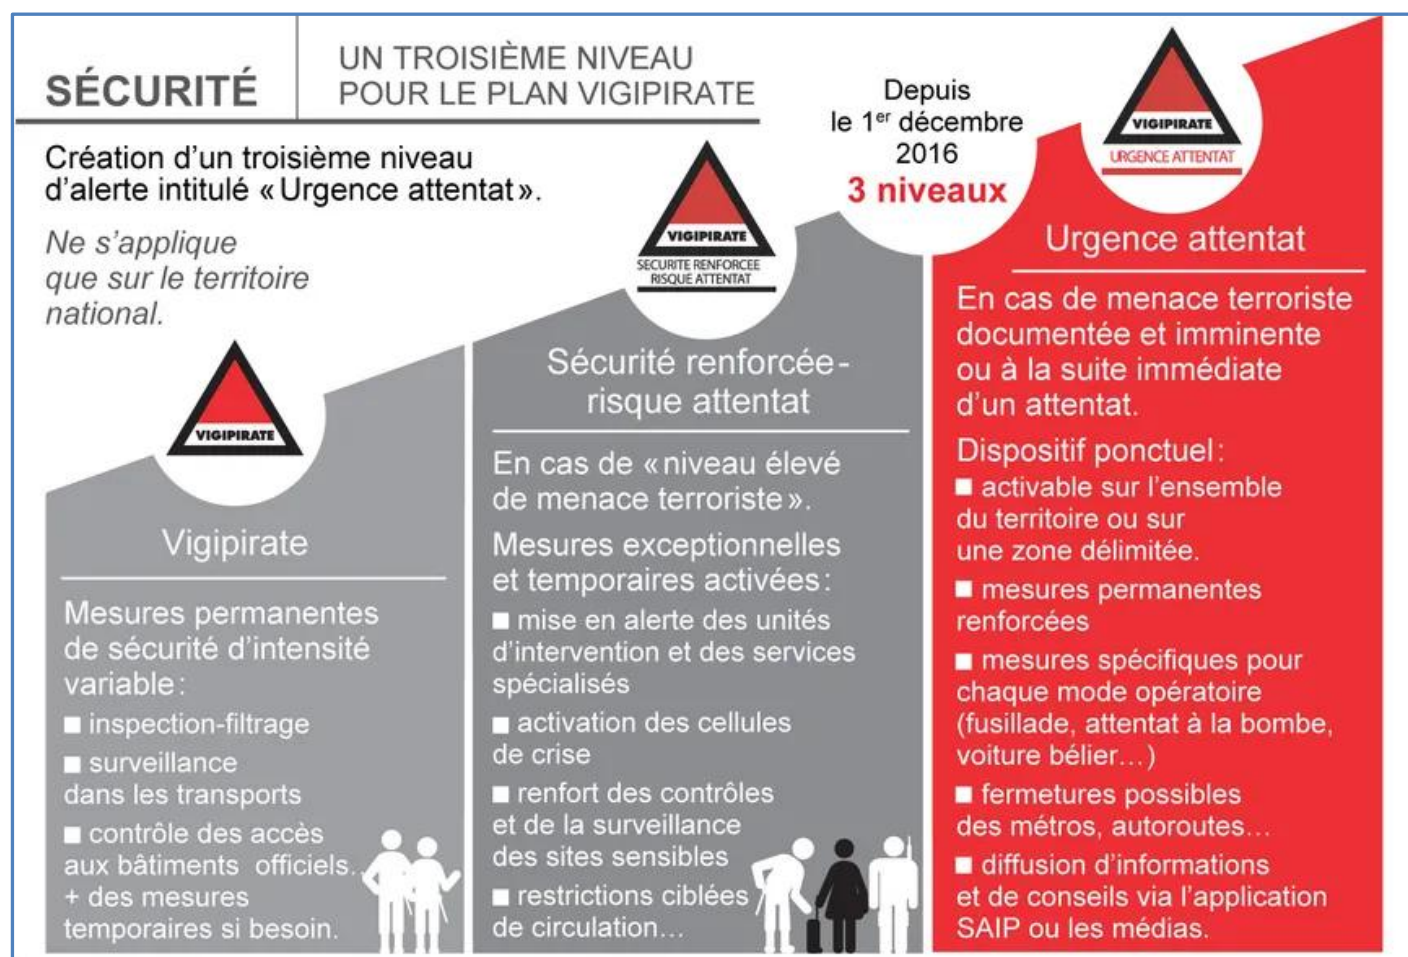 SÉCURITÉ
UN TROISIÈME NIVEAU
POUR LE PLAN VIGIPIRATE
Création d’un troisième niveau
d’alerte intitulé « Urgence attentat ».
Ne s’applique
que sur le territoire
national.
Depuis
le 1er décembre
2016
3 niveaux
VIGIPIRATE
Vigipirate
Mesures permanentes
de sécurité d’intensité
variable :
■ inspection-filtrage
■ surveillance
dans les transports
■ contrôle des accès
aux bâtiments officiels...
+ des mesures
temporaires si besoin.
VIGIPIRATE
SECURITE RENFORCEE
RISQUE ATTENTAT
Sécurité renforcée -
risque attentat
En cas de « niveau élevé
de menace terroriste ».
Mesures exceptionnelles
et temporaires activées :
■ mise en alerte des unités
d’intervention et des services
spécialisés
■ activation des cellules
de crise
■ renfort des contrôles
et de la surveillance
des sites sensibles
■ restrictions ciblées
de circulation...
VIGIPIRATE
URGENCE ATTENTAT
Urgence attentat
En cas de menace terroriste
documentée et imminente
ou à la suite immédiate
d’un attentat.
Dispositif ponctuel :
■ activable sur l’ensemble
du territoire ou sur
une zone délimitée.
■ mesures permanentes
renforcées
■ mesures spécifiques pour
chaque mode opératoire
(fusillade, attentat à la bombe,
voiture bélier...)
■ fermetures possibles
des métros, autoroutes...
■ diffusion d’informations
et de conseils via l’application
SAIP ou les médias.